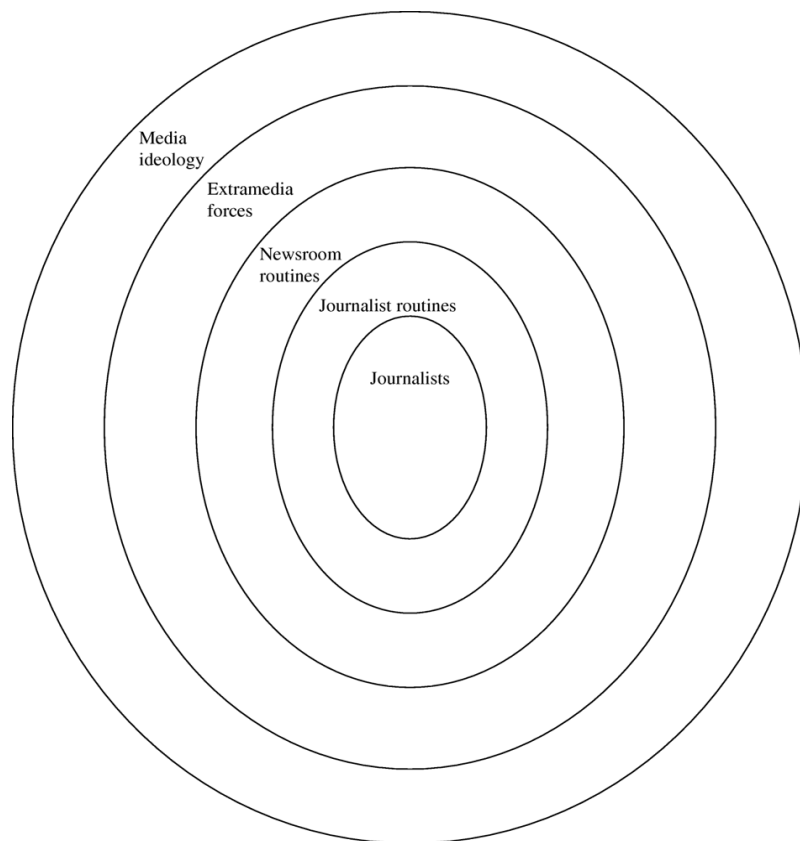 Media
ideology
Extramedia
forces
Newsroom
routines
Journalist routines
Journalists